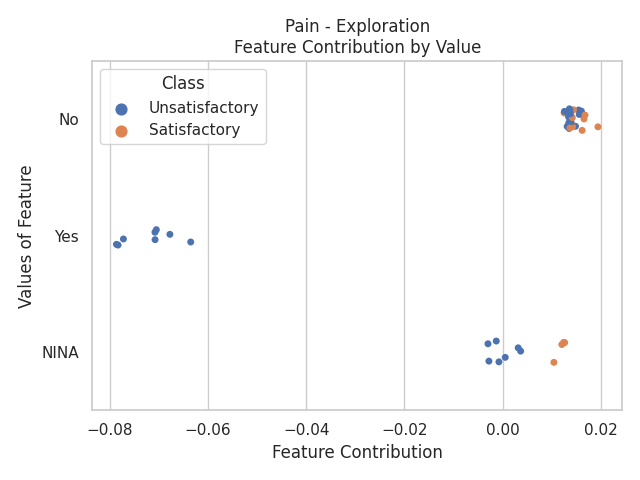 Pain - Exploration
Feature Contribution by Value
Class
Unsatisfactory
Satisfactory
No
Yes
NINA
Values of Feature
−0.08 −0.06 −0.04 −0.02 0.00 0.02
Feature Contribution